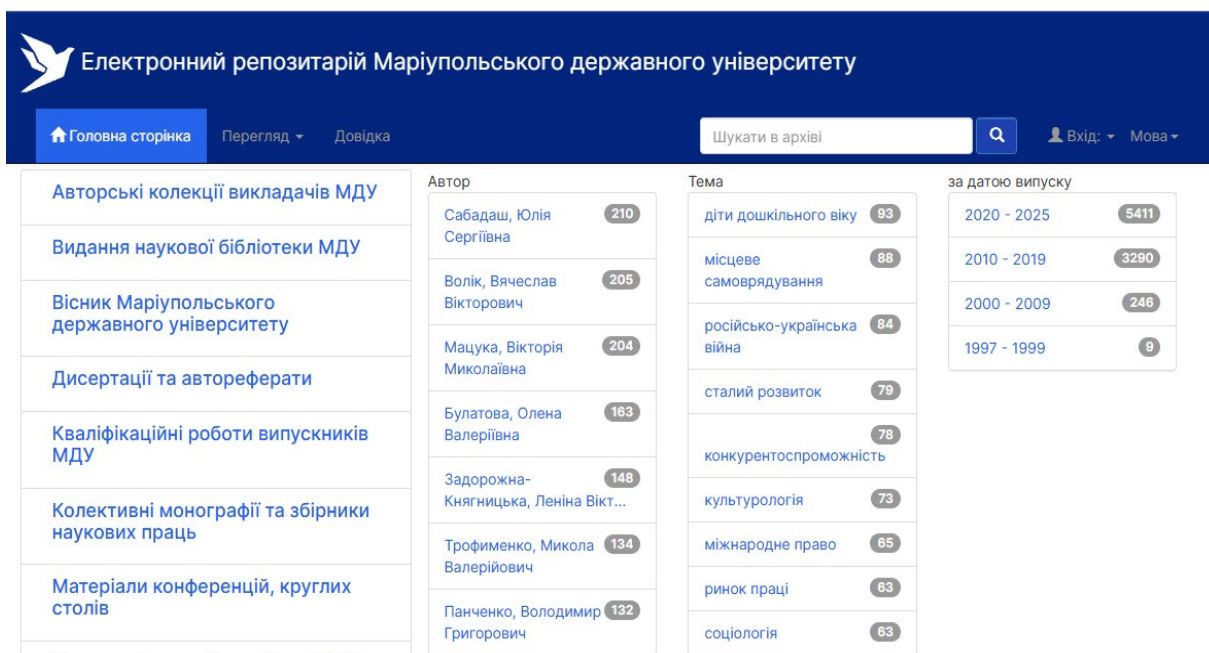 Електронний репозитарій Маріупольського державного університету
Головна сторінка
Перегляд
Довідка
Шукати в архіві
Вхід:
Мова
Авторські колекції викладачів МДУ
Видання наукової бібліотеки МДУ
Вісник Маріупольського
державного університету
Дисертації та автореферати
Кваліфікаційні роботи випускників
МДУ
Колективні монографії та збірники
наукових праць
Матеріали конференцій, круглих
столів
Автор
Сабадаш, Юлія 210
Сергіївна
Волік, Вячеслав 205
Вікторович
Мацука, Вікторія 204
Миколаївна
Булатова, Олена 163
Валеріївна
Задорожна- 148
Княгницька, Леніна Вікт...
Трофименко, Микола 134
Валерійович
Панченко, Володимир 132
Григорович
Тема
діти дошкільного віку 93
місцеве 88
самоврядування
російсько-українська 84
війна
сталий розвиток 79
78
конкурентоспроможність
культурологія 73
міжнародне право 65
ринок праці 63
соціологія 63
за датою випуску
2020 - 2025 5411
2010 - 2019 3290
2000 - 2009 246
1997 - 1999 9